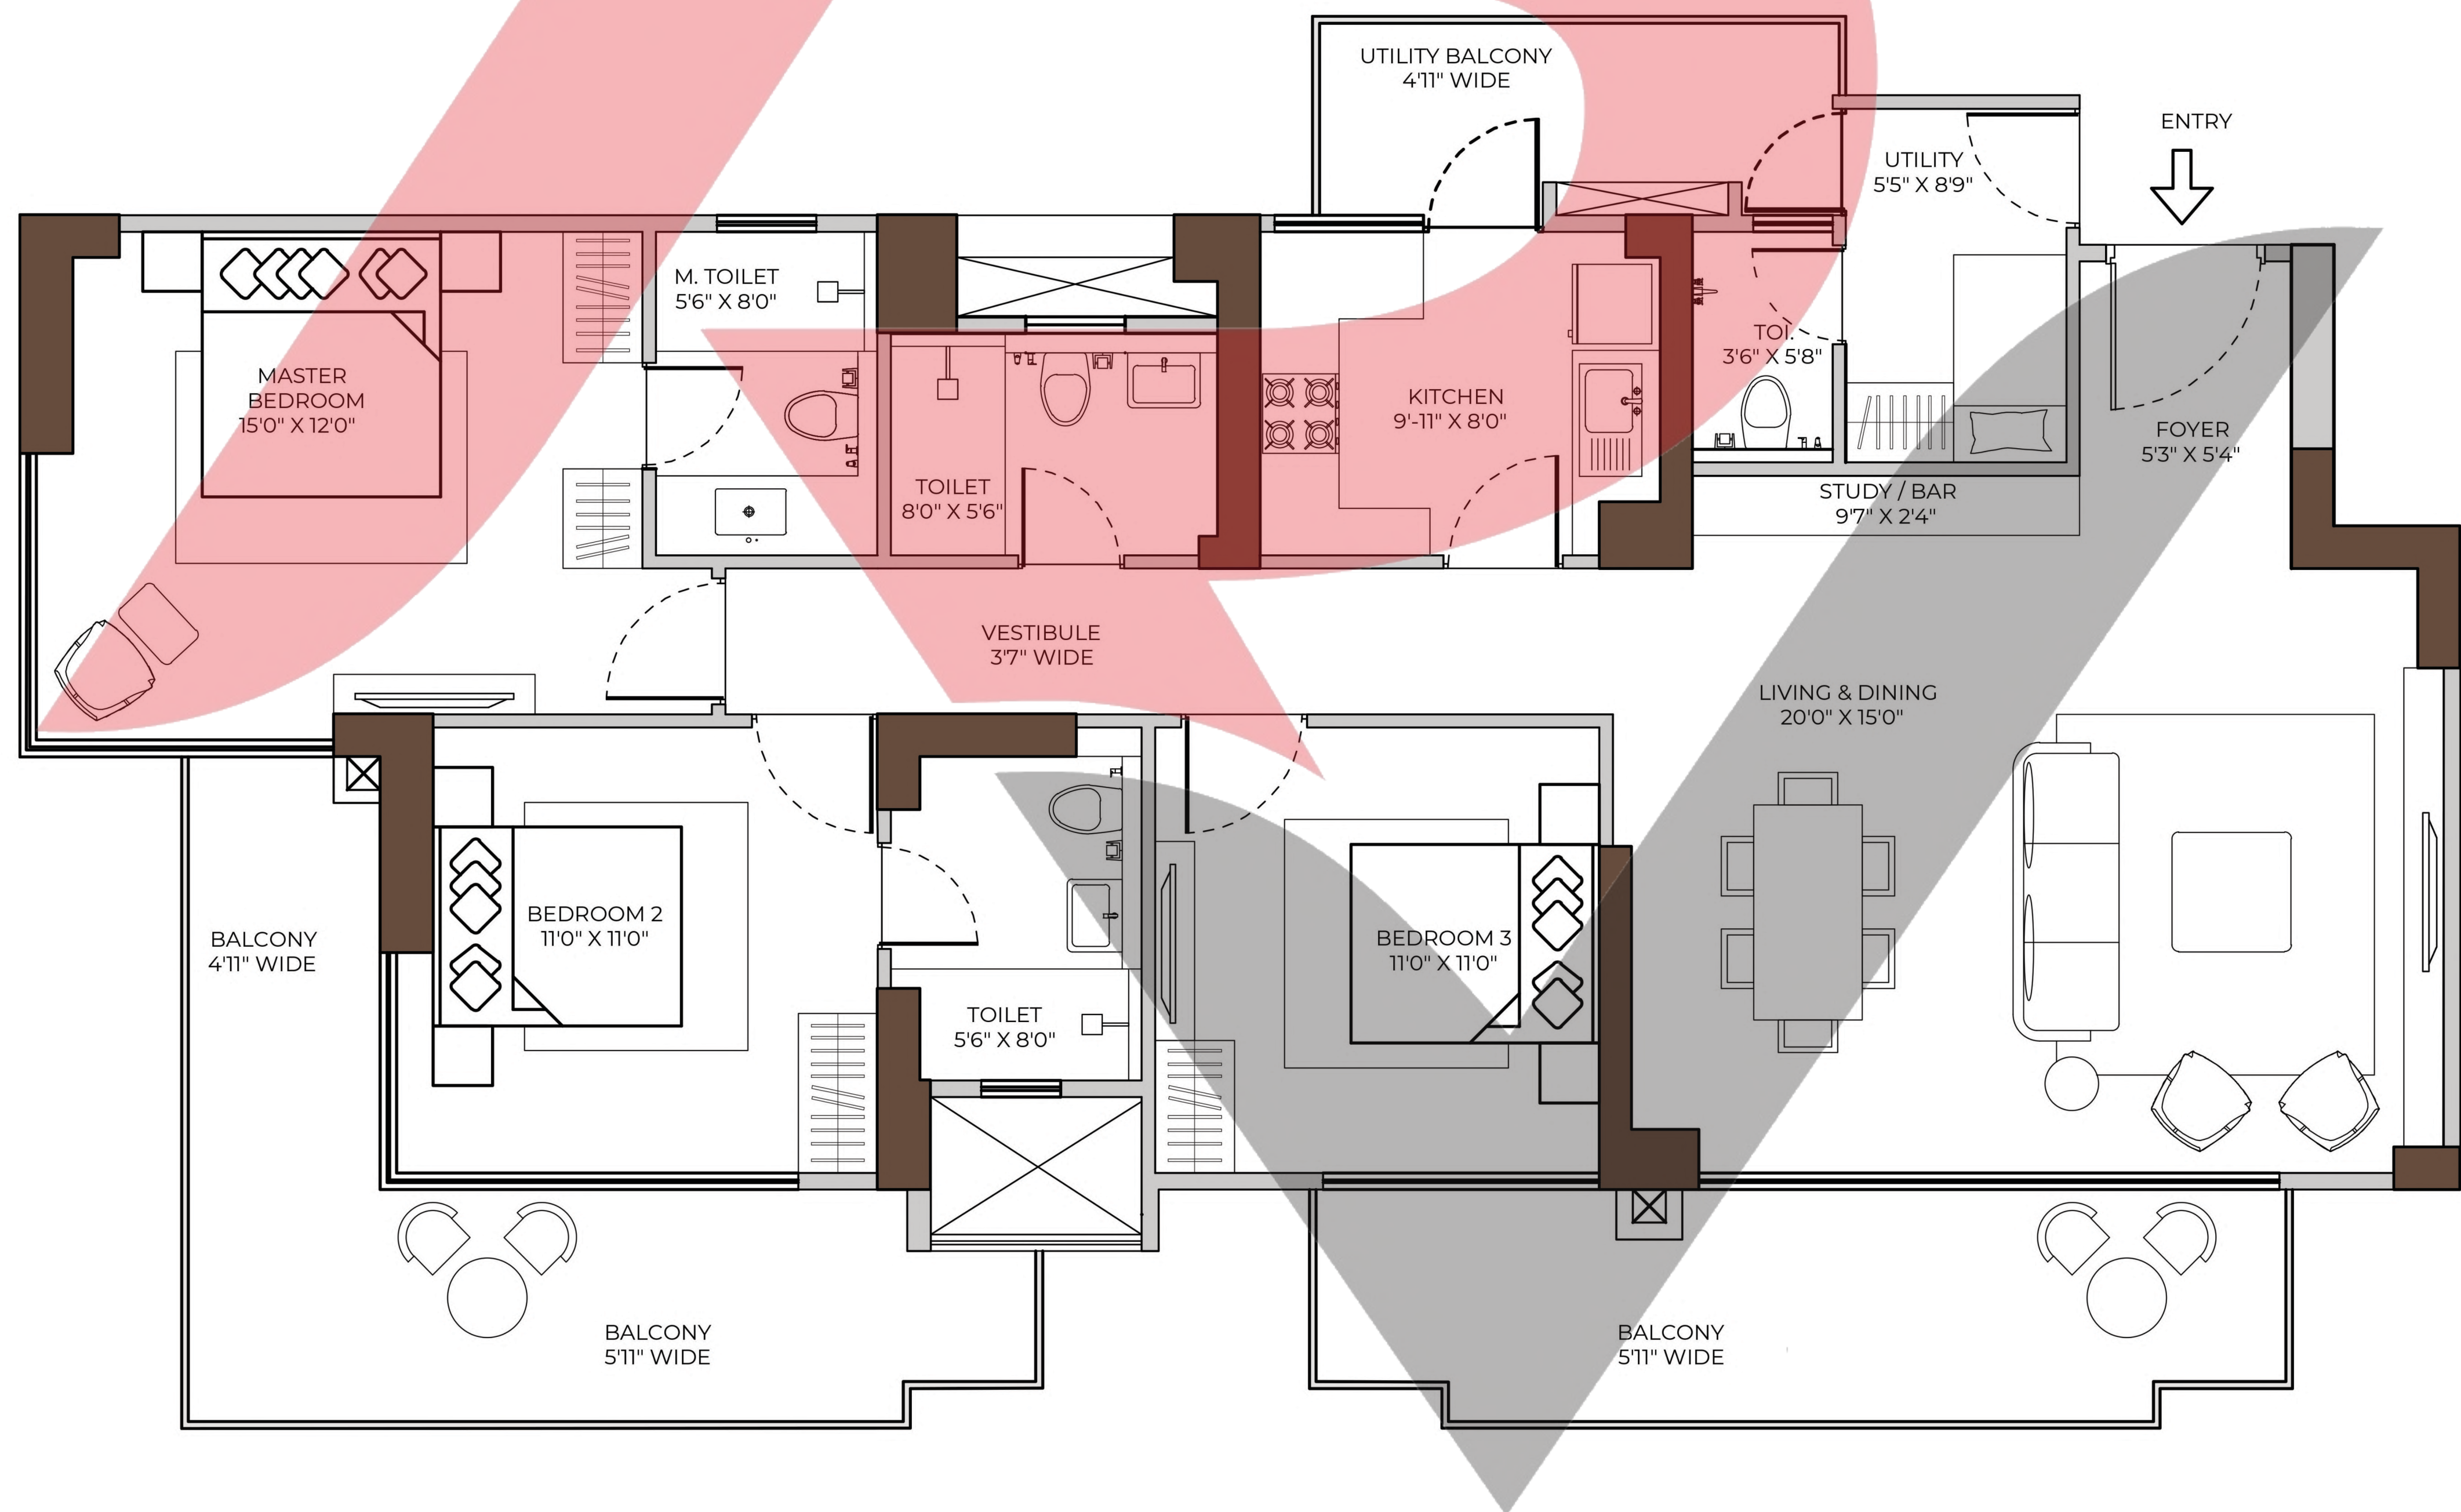 UTILITY BALCONY
4'11" WIDE
ENTRY
UTILITY
5'5" X 8'9"
M. TOILET
5'6" X 8'0"
TOI.
3'6" X 5'8"
MASTER
BEDROOM
15'0" X 12'0"
KITCHEN
9'-11" X 8'0"
FOYER
5'3" X 5'4"
TOILET
8'0" X 5'6"
STUDY / BAR
9'7" X 2'4"
VESTIBULE
3'7" WIDE
LIVING & DINING
20'0" X 15'0"
BEDROOM 2
11'0" X 11'0"
BALCONY
4'11" WIDE
BEDROOM 3
11'0" X 11'0"
TOILET
5'6" X 8'0"
BALCONY
5'11" WIDE
BALCONY
5'11" WIDE